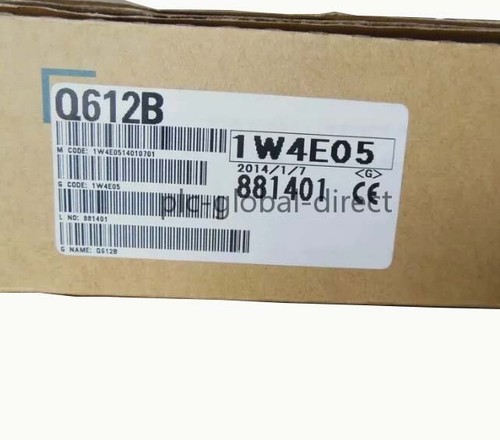 Q612B
M CODE: 1W4E0514010701
G CODE: 1W4E05
L NO: 881401
G NAME: Q612B
1W4E05
2014/1/7 <G>
881401 CE
plc-global-direct